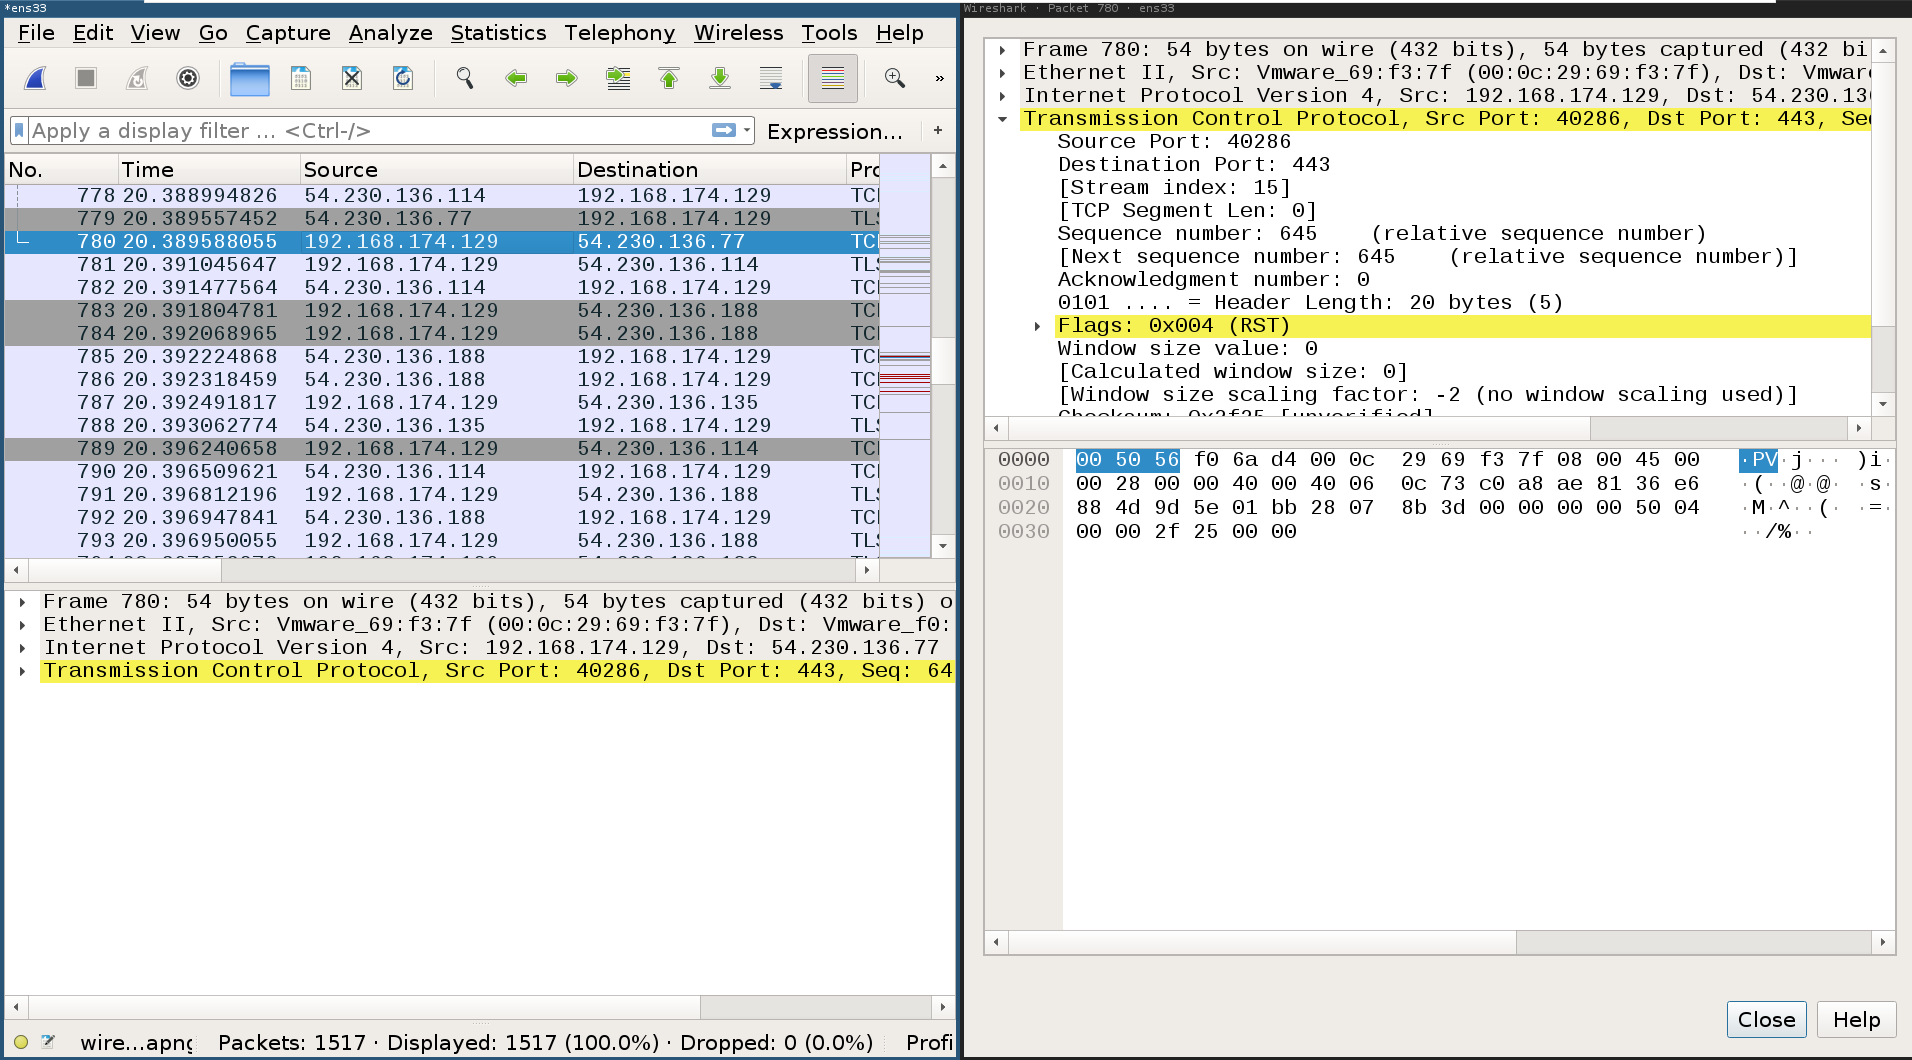 *ens33
File Edit View Go Capture Analyze Statistics Telephony Wireless Tools Help
»
Apply a display filter ... <Ctrl-/> Expression… +
No. Time Source Destination
778 20.388994826 54.230.136.114 192.168.174.129
779 20.389557452 54.230.136.77 192.168.174.129
780 20.389588055 192.168.174.129 54.230.136.77
781 20.391045647 192.168.174.129 54.230.136.114
782 20.391477564 54.230.136.114 192.168.174.129
783 20.391804781 192.168.174.129 54.230.136.188
784 20.392068965 192.168.174.129 54.230.136.188
785 20.392224868 54.230.136.188 192.168.174.129
786 20.392318459 54.230.136.188 192.168.174.129
787 20.392491817 192.168.174.129 54.230.136.135
788 20.393062774 54.230.136.135 192.168.174.129
789 20.396240658 192.168.174.129 54.230.136.114
790 20.396509621 54.230.136.114 192.168.174.129
791 20.396812196 192.168.174.129 54.230.136.188
792 20.396947841 54.230.136.188 192.168.174.129
793 20.396950055 192.168.174.129 54.230.136.188
Frame 780: 54 bytes on wire (432 bits), 54 bytes captured (432 bits) o
Ethernet II, Src: Vmware_69:f3:7f (00:0c:29:69:f3:7f), Dst: Vmware_f0:
Internet Protocol Version 4, Src: 192.168.174.129, Dst: 54.230.136.77
Transmission Control Protocol, Src Port: 40286, Dst Port: 443, Seq: 64
wire…apng Packets: 1517 · Displayed: 1517 (100.0%) · Dropped: 0 (0.0%) Profi
Wireshark · Packet 780 · ens33
Frame 780: 54 bytes on wire (432 bits), 54 bytes captured (432 bi
Ethernet II, Src: Vmware_69:f3:7f (00:0c:29:69:f3:7f), Dst: Vmware
Internet Protocol Version 4, Src: 192.168.174.129, Dst: 54.230.13
Transmission Control Protocol, Src Port: 40286, Dst Port: 443, Se
Source Port: 40286
Destination Port: 443
[Stream index: 15]
[TCP Segment Len: 0]
Sequence number: 645 (relative sequence number)
[Next sequence number: 645 (relative sequence number)]
Acknowledgment number: 0
0101 .... = Header Length: 20 bytes (5)
Flags: 0x004 (RST)
Window size value: 0
[Calculated window size: 0]
[Window size scaling factor: -2 (no window scaling used)]
Checksum: 0x2f25 [unverified]
0000 00 50 56 f0 6a d4 00 0c 29 69 f3 7f 08 00 45 00 ·PV·j··· )i·
0010 00 28 00 00 40 00 40 06 0c 73 c0 a8 ae 81 36 e6 ·(··@·@· ·s·
0020 88 4d 9d 5e 01 bb 28 07 8b 3d 00 00 00 00 50 04 ·M·^··(· ·=·
0030 00 00 2f 25 00 00 ··/%··
Close Help